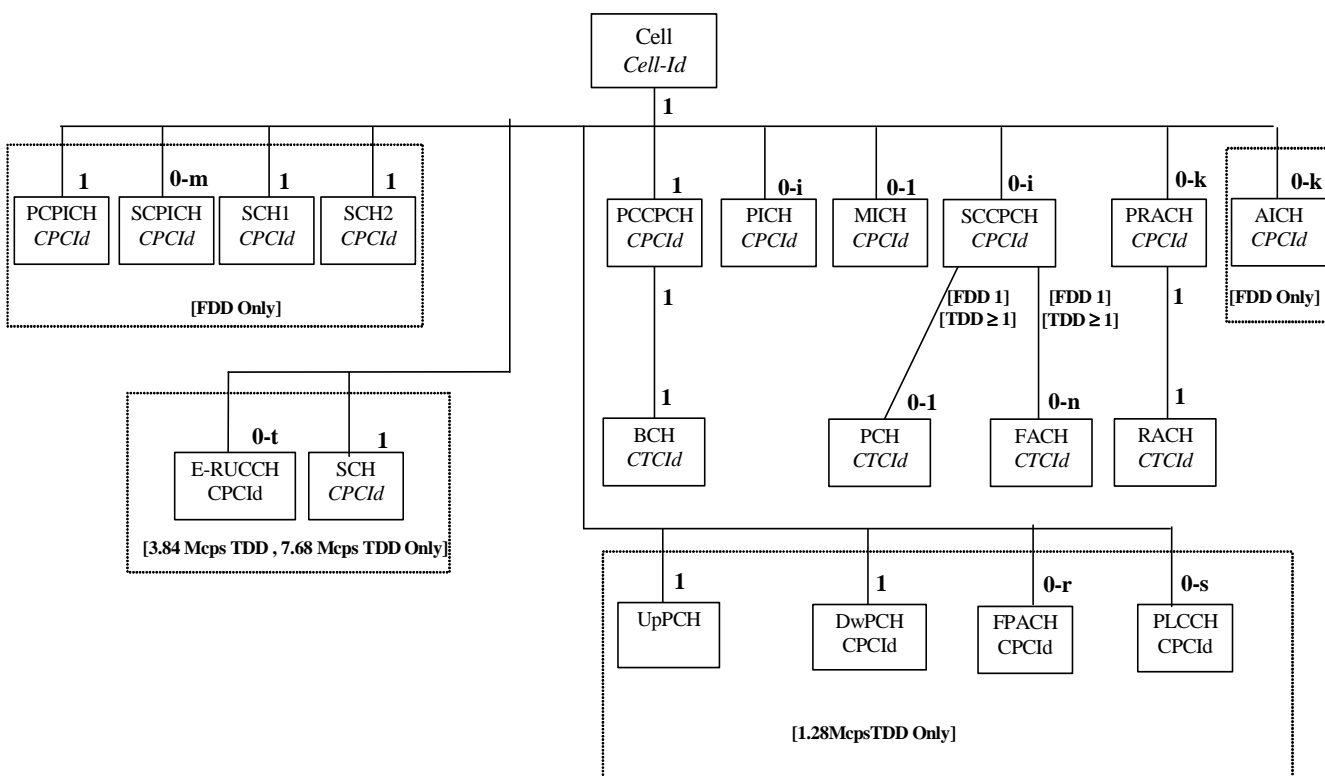 Cell
Cell-Id
1
1
0-m
1
1
1
0-i
0-1
0-i
0-k
0-k
PCPICH
CPCId
SCPICH
CPCId
SCH1
CPCId
SCH2
CPCId
PCCPCH
CPCId
PICH
CPCId
MICH
CPCId
SCCPCH
CPCId
PRACH
CPCId
AICH
CPCId
[FDD Only]
1
[FDD 1]
[TDD ≥ 1]
[FDD 1]
[TDD ≥ 1]
1
[FDD Only]
1
0-1
0-n
1
BCH
CTCId
PCH
CTCId
FACH
CTCId
RACH
CTCId
0-t
1
E-RUCCH
CPCId
SCH
CPCId
[3.84 Mcps TDD , 7.68 Mcps TDD Only]
1
1
0-r
0-s
UpPCH
DwPCH
CPCId
FPACH
CPCId
PLCCH
CPCId
[1.28McpsTDD Only]